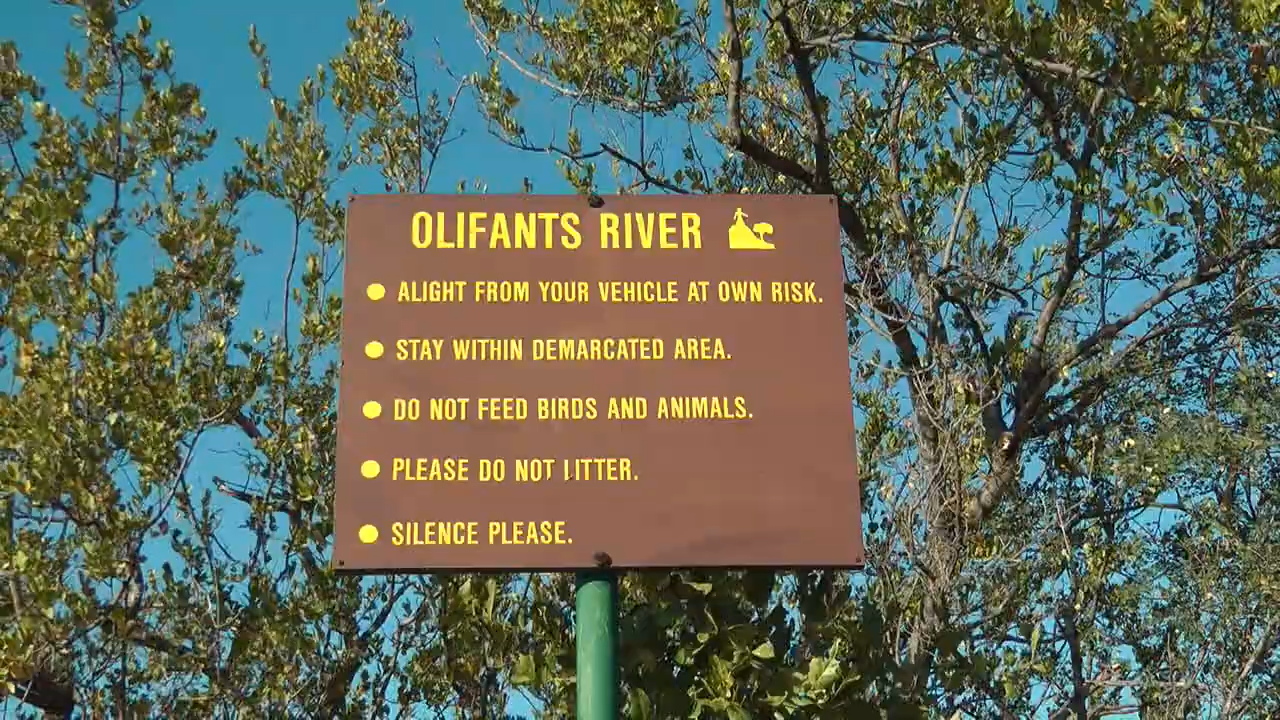 OLIFANTS RIVER
● ALIGHT FROM YOUR VEHICLE AT OWN RISK.
● STAY WITHIN DEMARCATED AREA.
● DO NOT FEED BIRDS AND ANIMALS.
● PLEASE DO NOT LITTER.
● SILENCE PLEASE.